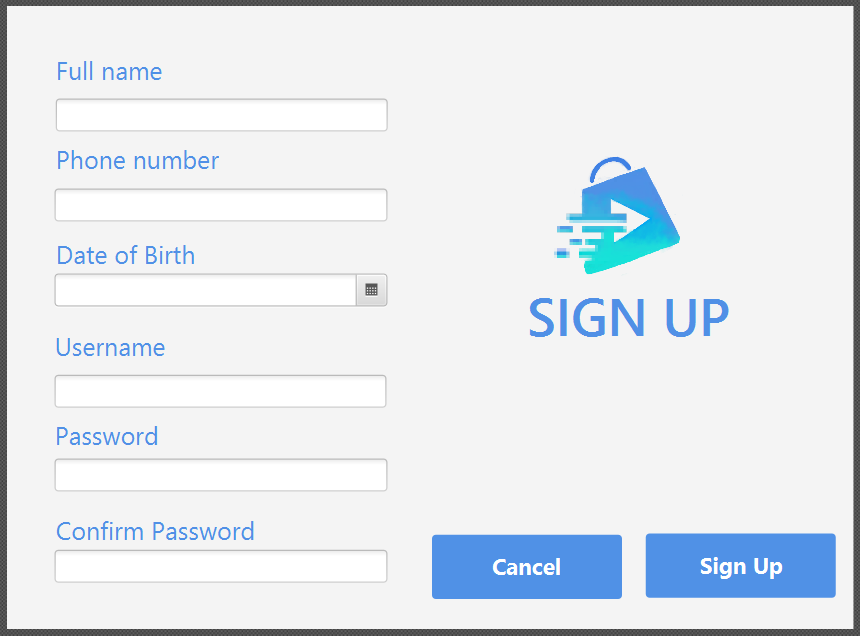 Full name
Phone number
Date of Birth
Username
Password
Confirm Password
SIGN UP
Cancel
Sign Up